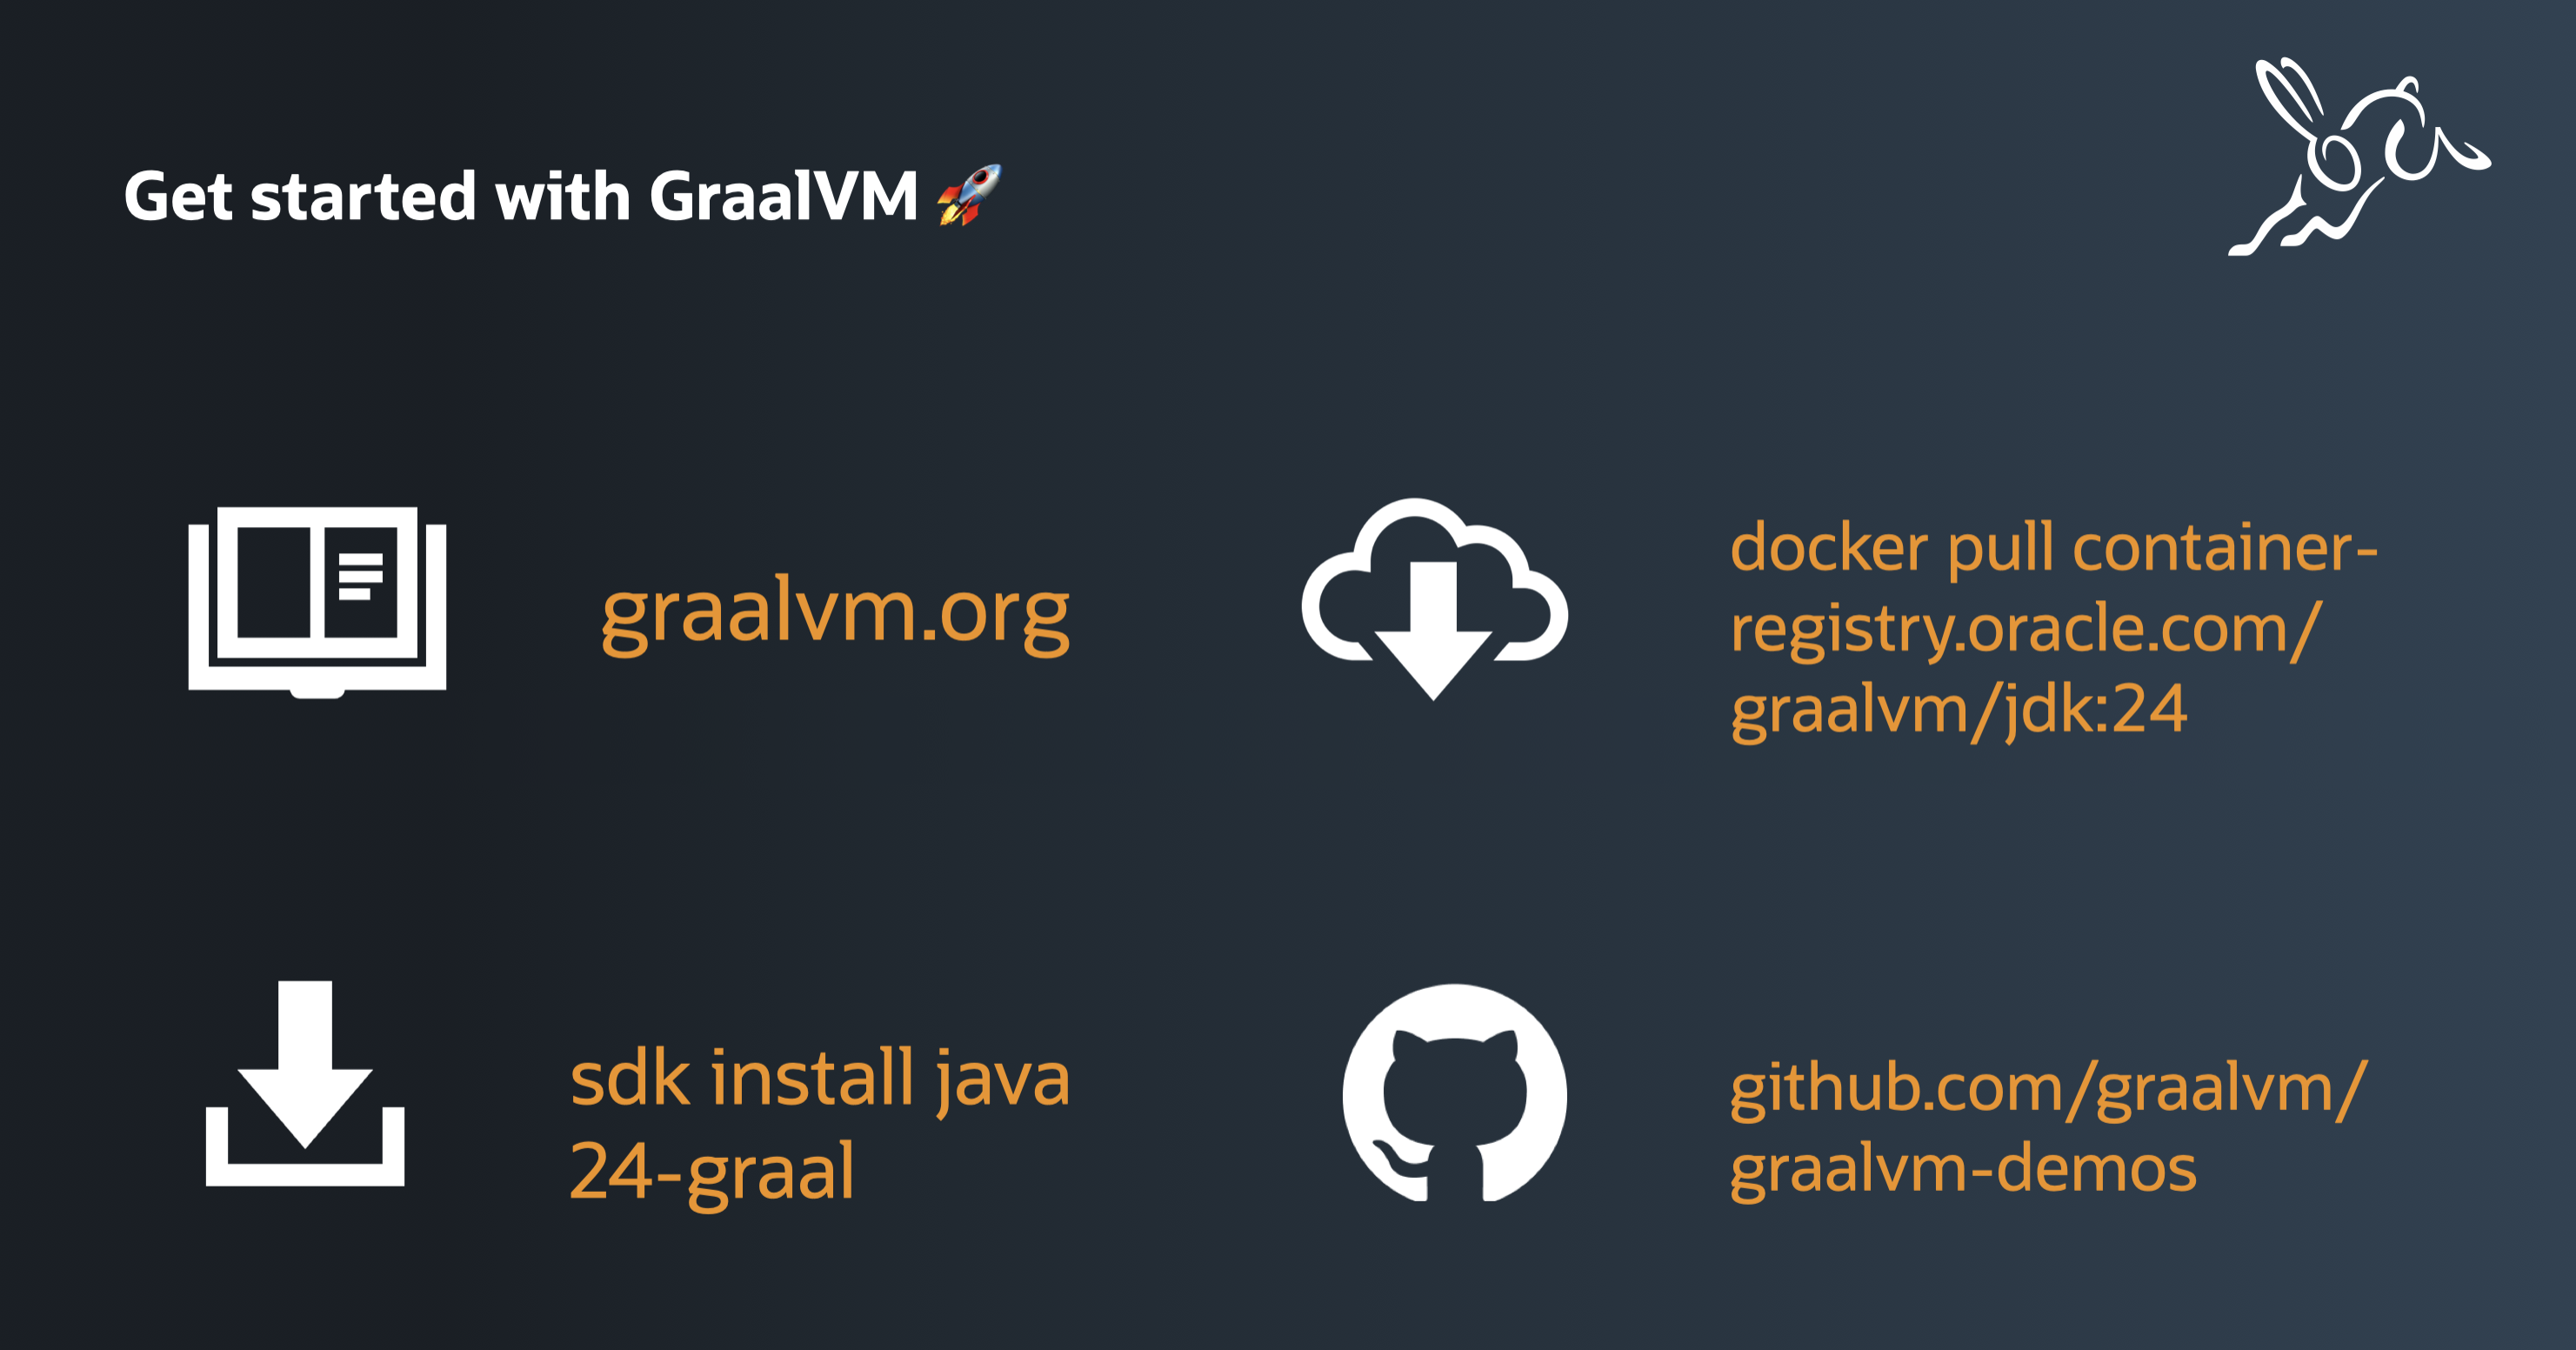 Get started with GraalVM 🚀
graalvm.org
docker pull container-
registry.oracle.com/
graalvm/jdk:24
sdk install java
24-graal
github.com/graalvm/
graalvm-demos